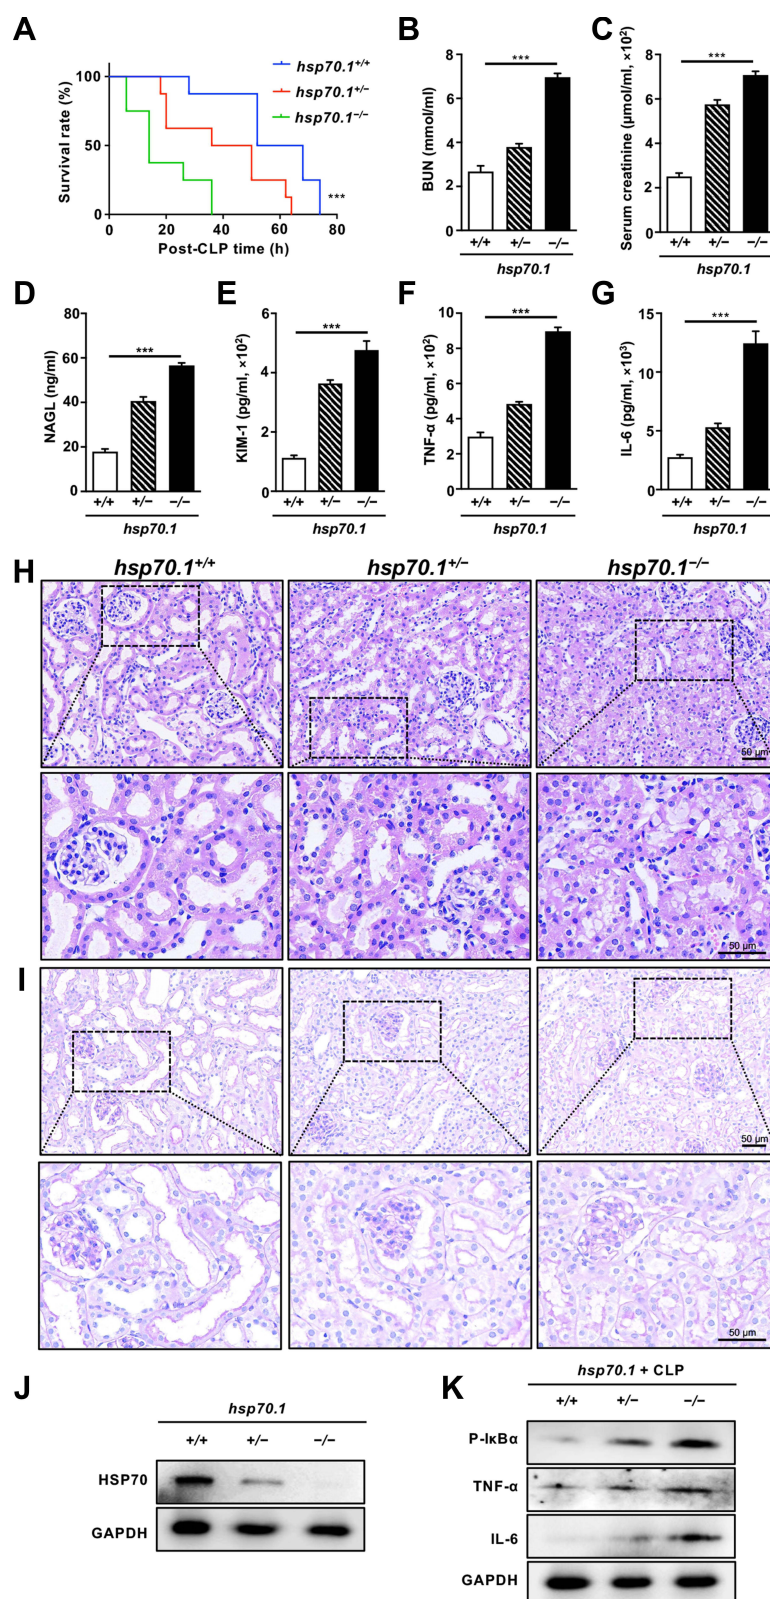 A
Survival rate (%)
100
50
0
0 20 40 60 80
Post-CLP time (h)
hsp70.1+/+
hsp70.1+/−
hsp70.1−/−
***
B
BUN (mmol/ml)
8
6
4
2
0
***
+/+ +/− −/−
hsp70.1
C
Serum creatinine (μmol/ml, ×10²)
8
6
4
2
0
***
+/+ +/− −/−
hsp70.1
D
NAGL (ng/ml)
80
60
40
20
0
***
+/+ +/− −/−
hsp70.1
E
KIM-1 (pg/ml, ×10²)
6
4
2
0
***
+/+ +/− −/−
hsp70.1
F
TNF-α (pg/ml, ×10²)
10
8
6
4
2
0
***
+/+ +/− −/−
hsp70.1
G
IL-6 (pg/ml, ×10³)
15
10
5
0
***
+/+ +/− −/−
hsp70.1
H
hsp70.1+/+ hsp70.1+/− hsp70.1−/−
50 μm
50 μm
I
50 μm
50 μm
J
hsp70.1
+/+ +/− −/−
HSP70
GAPDH
K
hsp70.1 + CLP
+/+ +/− −/−
P-IκBα
TNF-α
IL-6
GAPDH